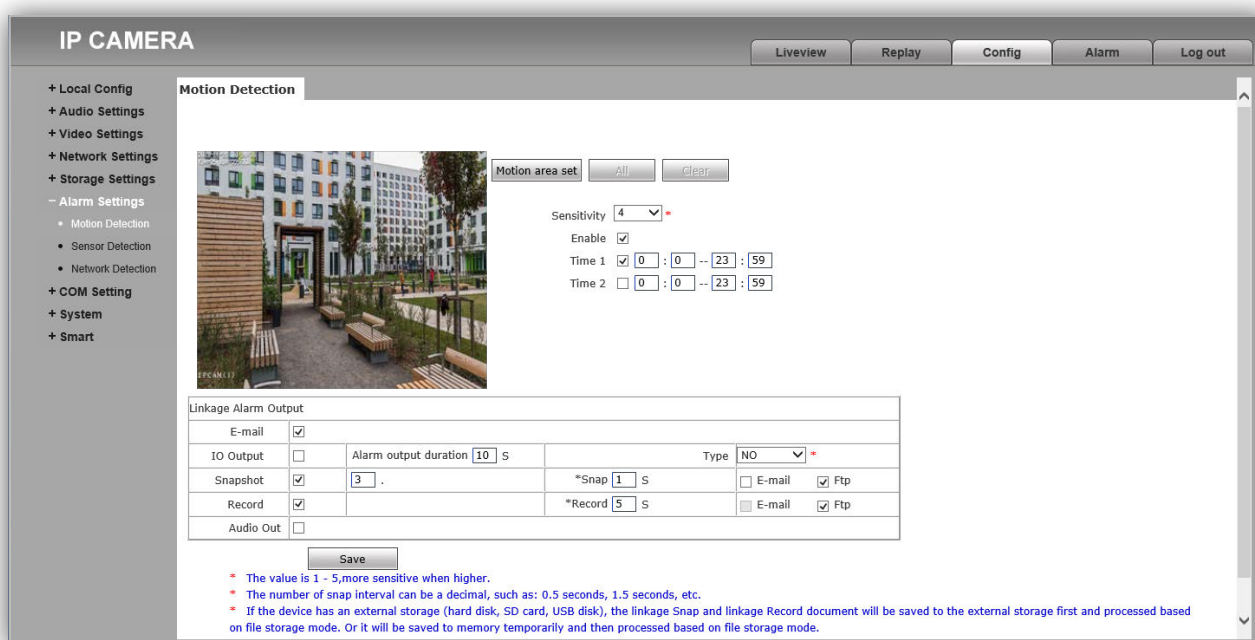 IP CAMERA
Liveview Replay Config Alarm Log out
+ Local Config
+ Audio Settings
+ Video Settings
+ Network Settings
+ Storage Settings
− Alarm Settings
• Motion Detection
• Sensor Detection
• Network Detection
+ COM Setting
+ System
+ Smart
Motion Detection
IPCAM(1)
Motion area set All Clear
Sensitivity 4 *
Enable
Time 1 0 : 0 -- 23 : 59
Time 2 0 : 0 -- 23 : 59
Linkage Alarm Output
E-mail
IO Output Alarm output duration 10 S Type NO *
Snapshot 3 . *Snap 1 S E-mail Ftp
Record *Record 5 S E-mail Ftp
Audio Out
Save
* The value is 1 - 5,more sensitive when higher.
* The number of snap interval can be a decimal, such as: 0.5 seconds, 1.5 seconds, etc.
* If the device has an external storage (hard disk, SD card, USB disk), the linkage Snap and linkage Record document will be saved to the external storage first and processed based
on file storage mode. Or it will be saved to memory temporarily and then processed based on file storage mode.